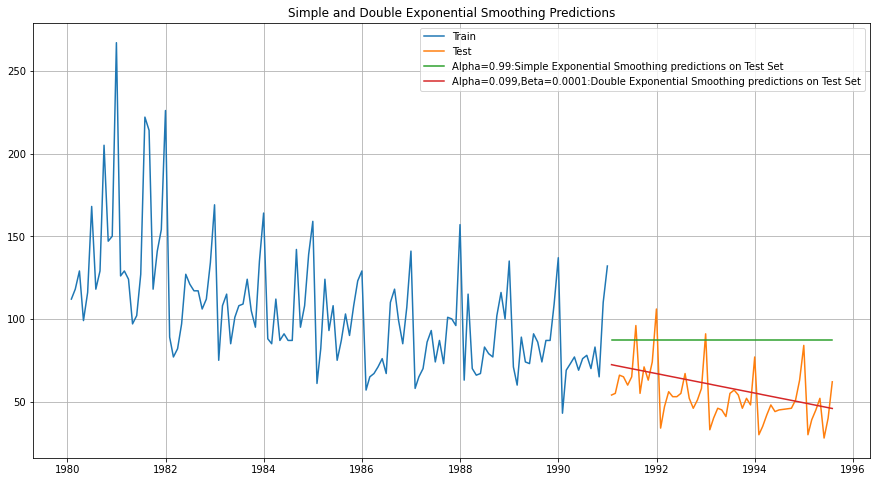 Simple and Double Exponential Smoothing Predictions
Train
Test
Alpha=0.99:Simple Exponential Smoothing predictions on Test Set
Alpha=0.099,Beta=0.0001:Double Exponential Smoothing predictions on Test Set
250
200
150
100
50
1980 1982 1984 1986 1988 1990 1992 1994 1996